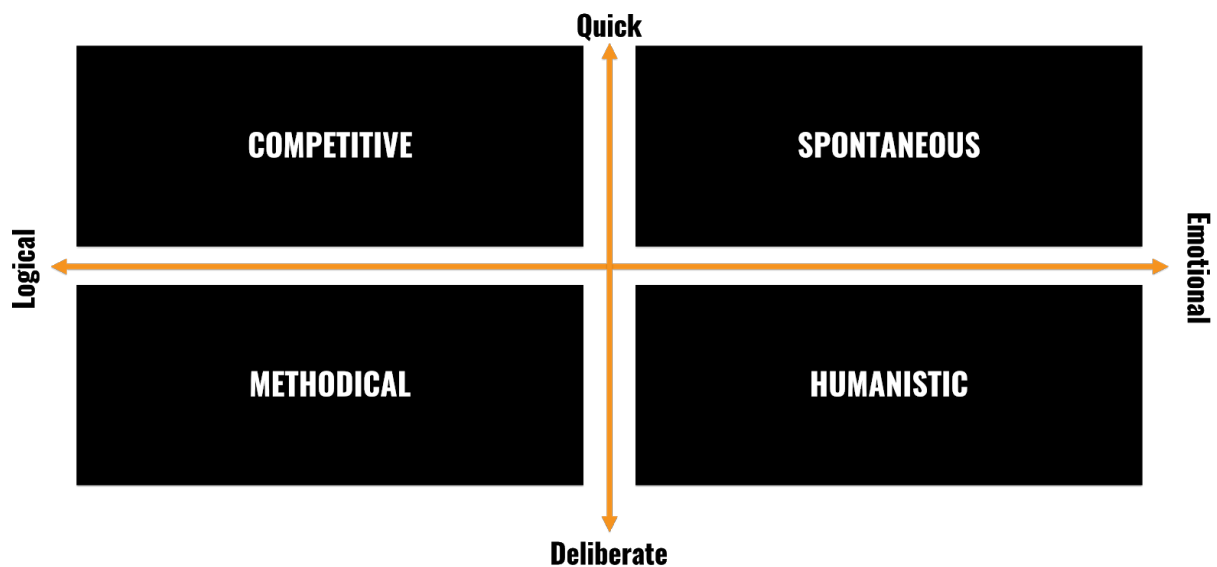 Quick
COMPETITIVE
SPONTANEOUS
Logical
Emotional
METHODICAL
HUMANISTIC
Deliberate